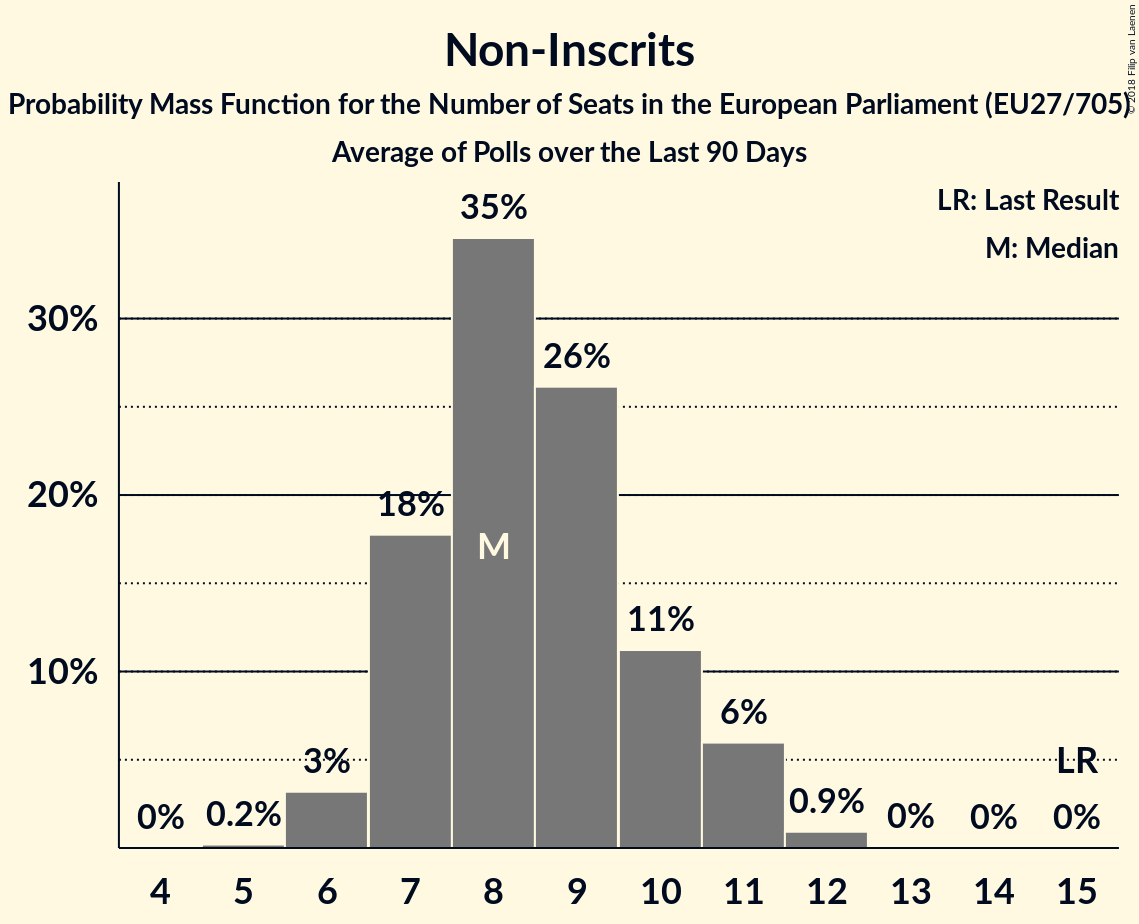 Non-Inscrits
Probability Mass Function for the Number of Seats in the European Parliament (EU27/705)
Average of Polls over the Last 90 Days
© 2018 Filip van Laenen
LR: Last Result
M: Median
35%
30%
26%
20%
18%
M
11%
10%
6%
3%
LR
0%
0.2%
0.9%
0%
0%
0%
4 5 6 7 8 9 10 11 12 13 14 15